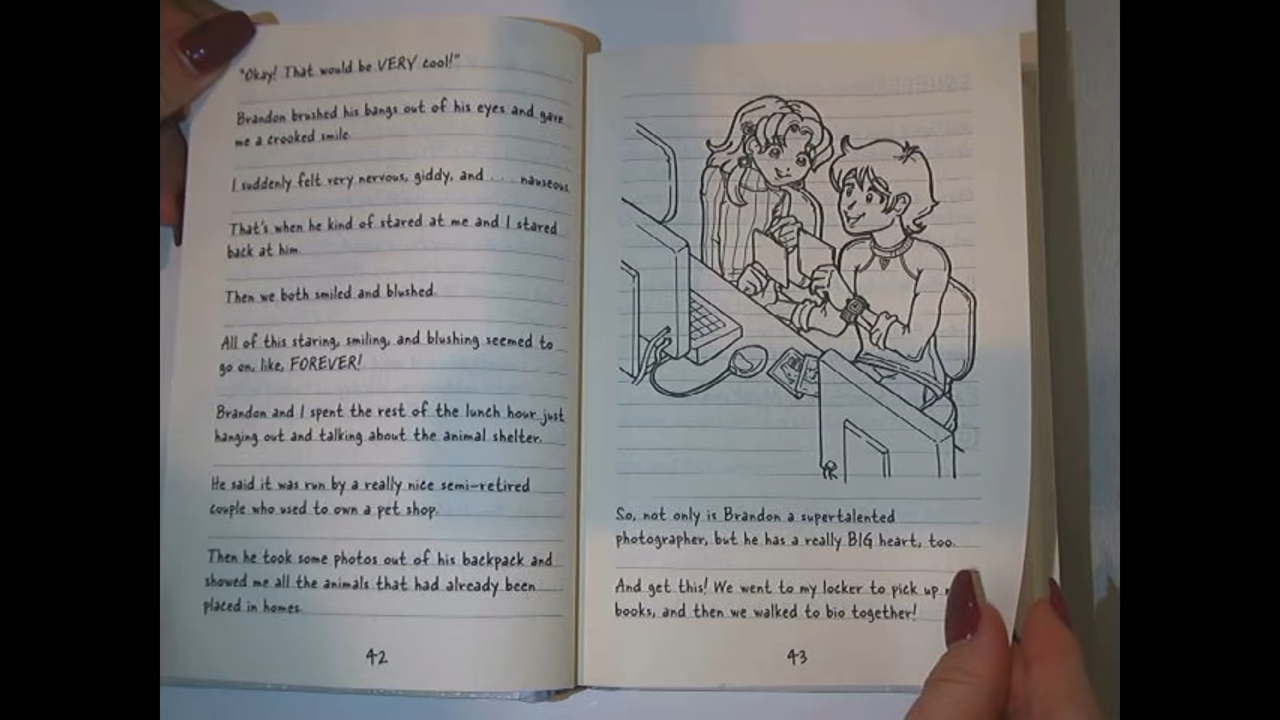 "Okay! That would be VERY cool!"
Brandon brushed his bangs out of his eyes and gave
me a crooked smile.
I suddenly felt very nervous, giddy, and . . . nauseous.
That's when he kind of stared at me and I stared
back at him.
Then we both smiled and blushed.
All of this staring, smiling, and blushing seemed to
go on, like, FOREVER!
Brandon and I spent the rest of the lunch hour just
hanging out and talking about the animal shelter.
He said it was run by a really nice semi-retired
couple who used to own a pet shop.
Then he took some photos out of his backpack and
showed me all the animals that had already been
placed in homes.
42
So, not only is Brandon a supertalented
photographer, but he has a really BIG heart, too.
And get this! We went to my locker to pick up
books, and then we walked to bio together!
43